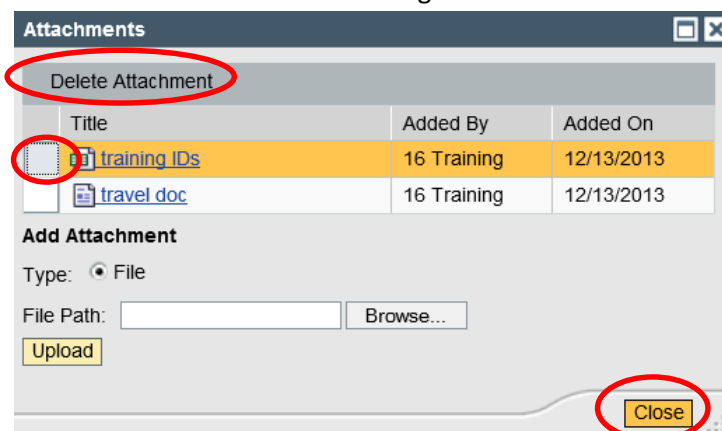 Attachments
Delete Attachment
Title Added By Added On
training IDs 16 Training 12/13/2013
travel doc 16 Training 12/13/2013
Add Attachment
Type: File
File Path: Browse...
Upload
Close